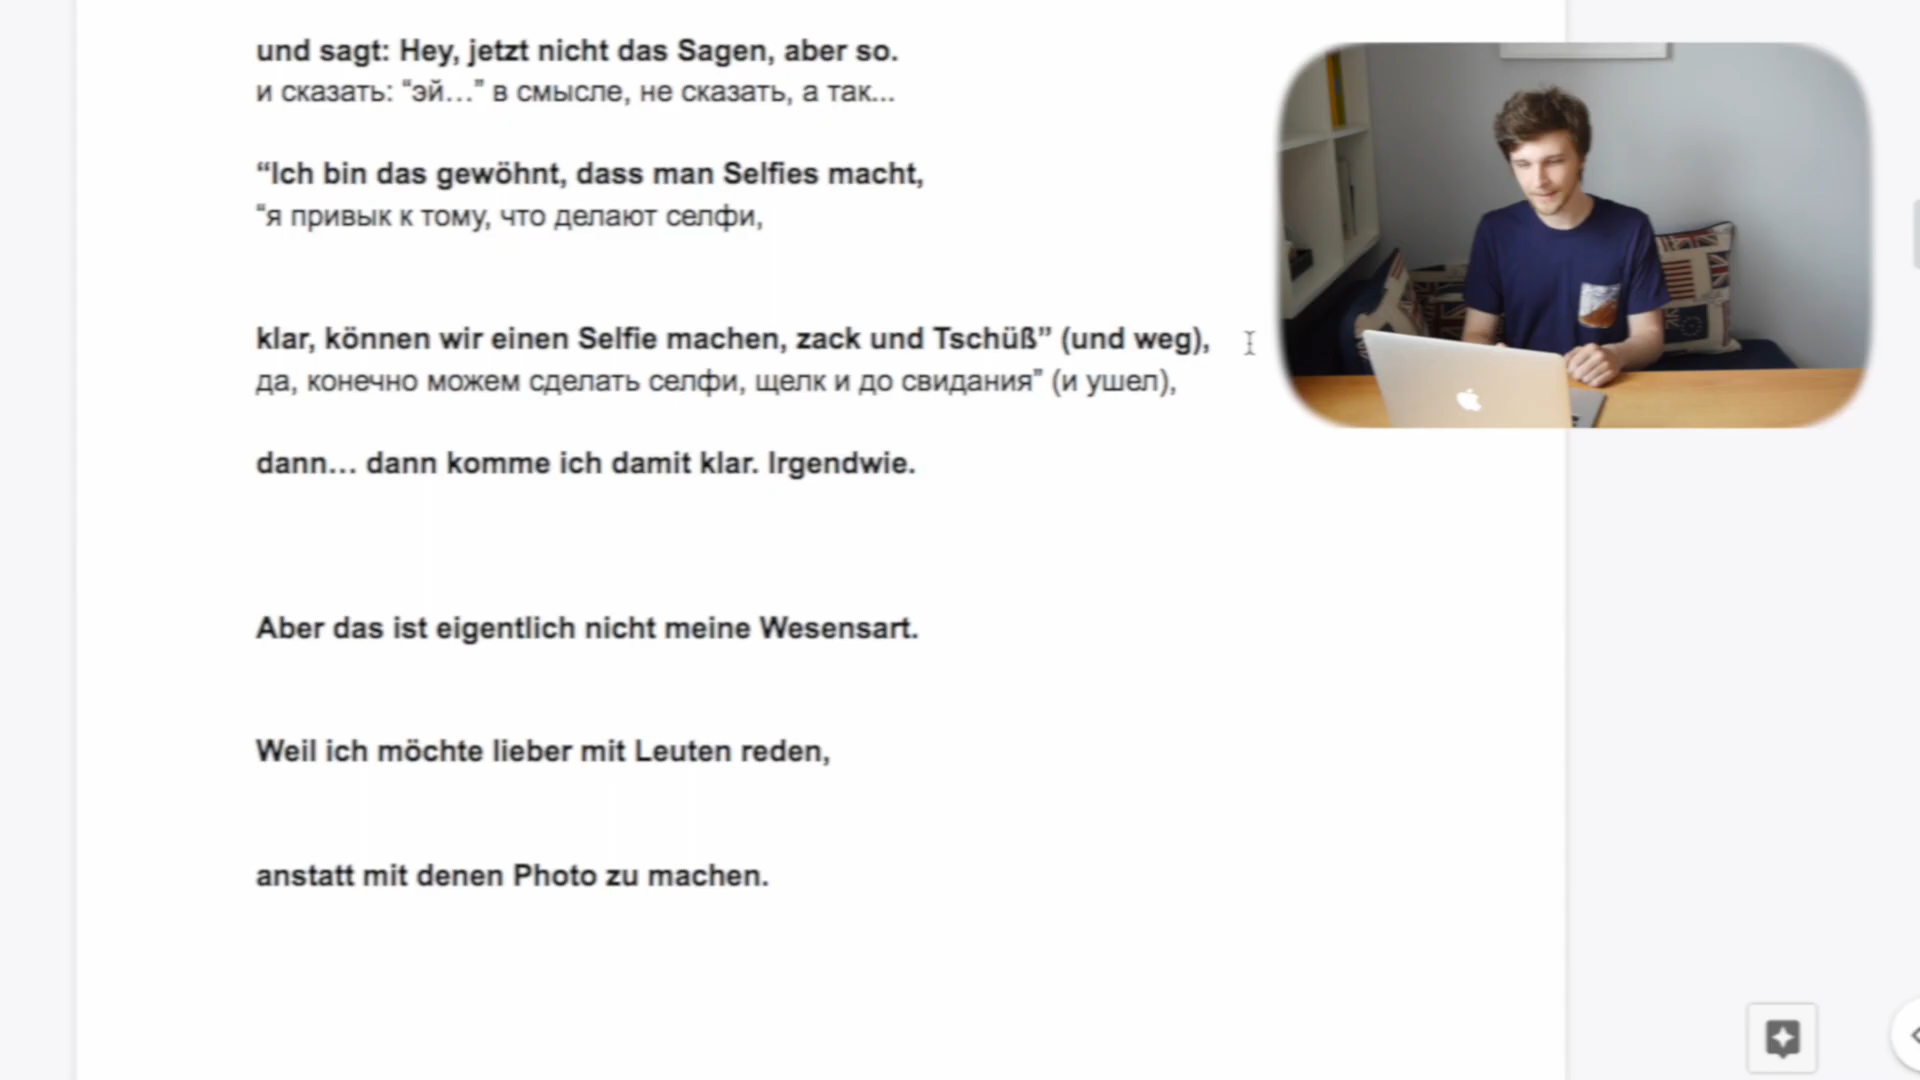 und sagt: Hey, jetzt nicht das Sagen, aber so.
и сказать: “эй…” в смысле, не сказать, а так...
“Ich bin das gewöhnt, dass man Selfies macht,
“я привык к тому, что делают селфи,
klar, können wir einen Selfie machen, zack und Tschüß” (und weg),
да, конечно можем сделать селфи, щелк и до свидания” (и ушел),
dann… dann komme ich damit klar. Irgendwie.
Aber das ist eigentlich nicht meine Wesensart.
Weil ich möchte lieber mit Leuten reden,
anstatt mit denen Photo zu machen.